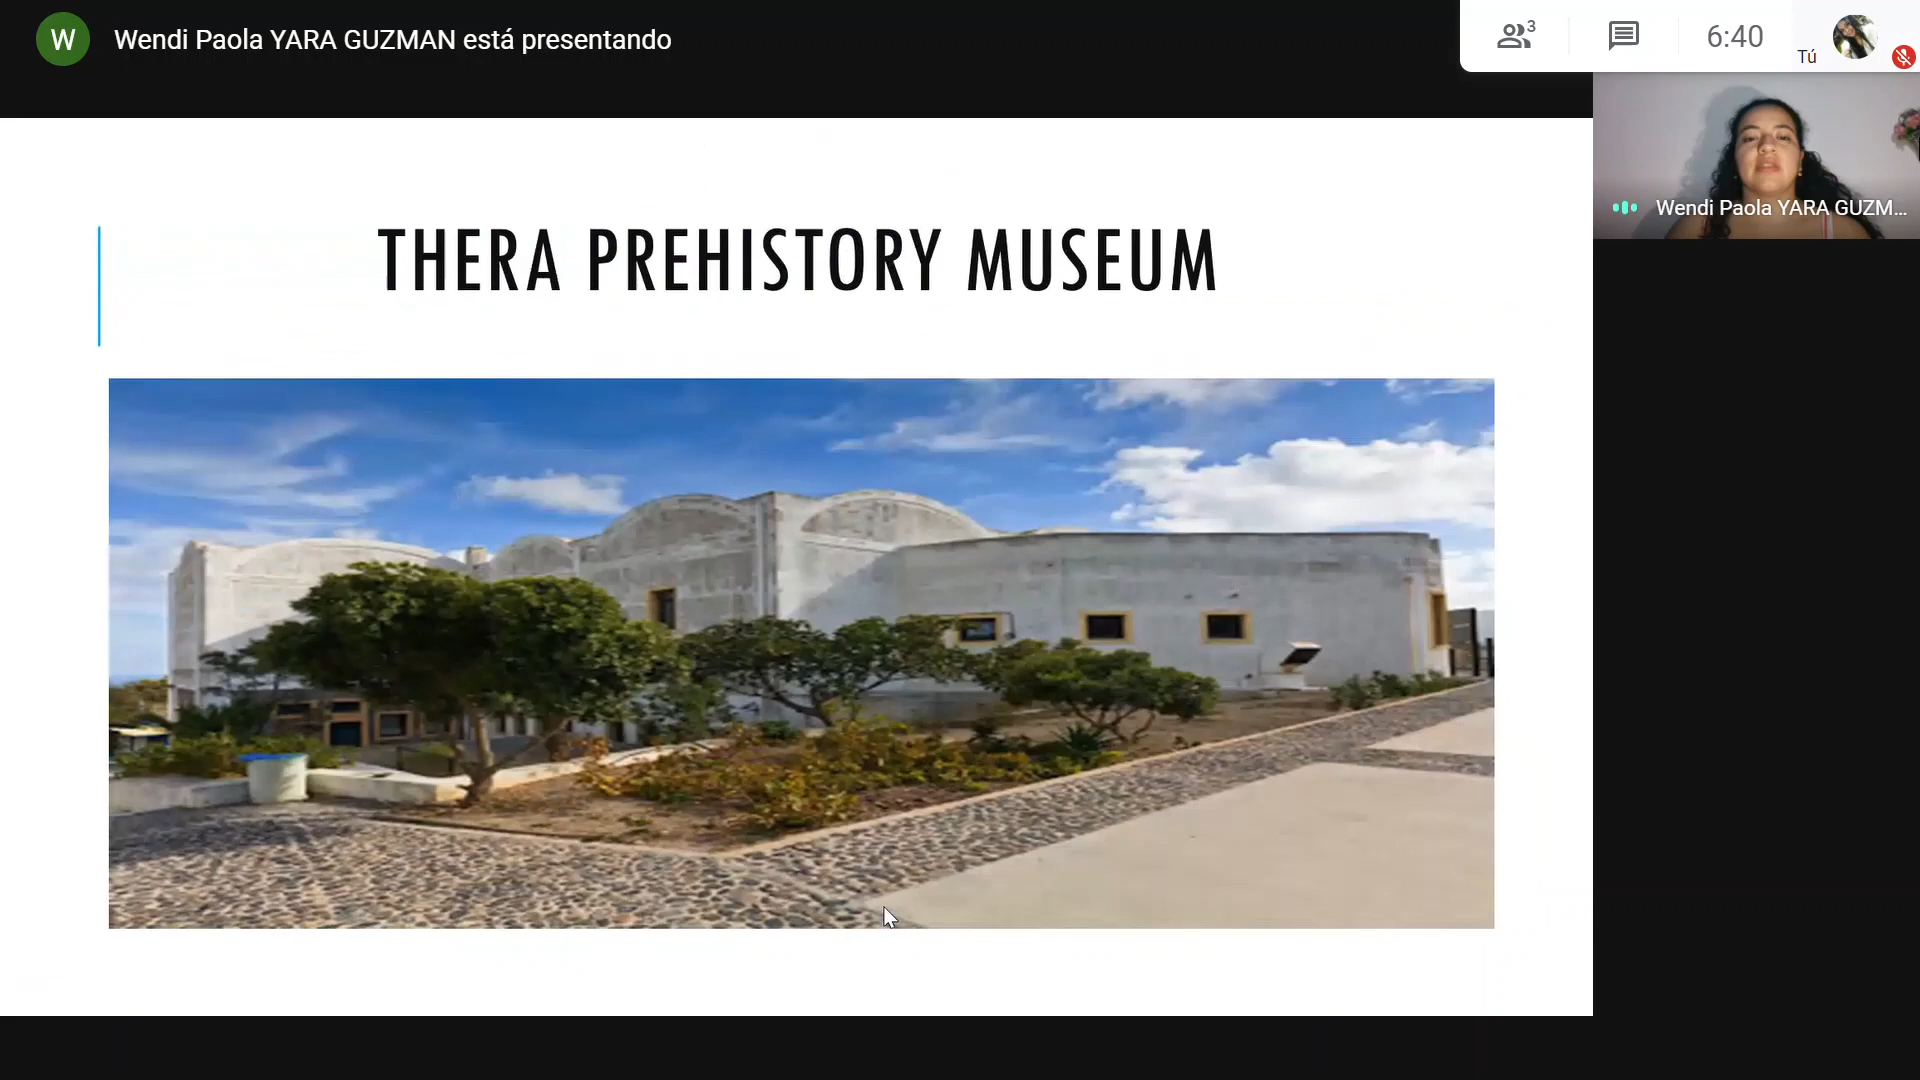 W
Wendi Paola YARA GUZMAN está presentando
3
6:40
Tú
Wendi Paola YARA GUZM...
THERA PREHISTORY MUSEUM